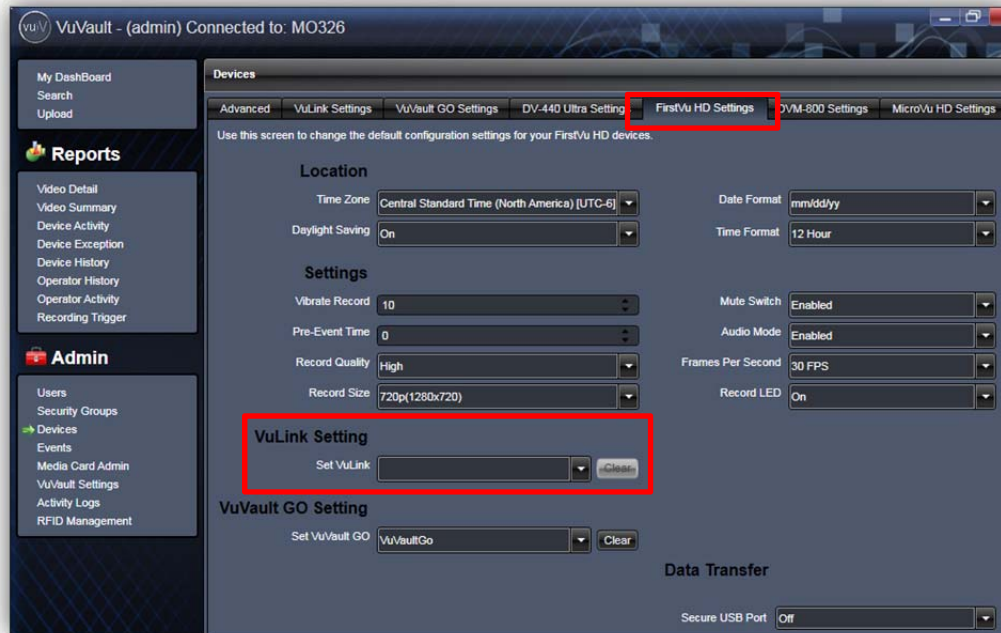 vuV VuVault - (admin) Connected to: MO326
My DashBoard
Search
Upload
Reports
Video Detail
Video Summary
Device Activity
Device Exception
Device History
Operator History
Operator Activity
Recording Trigger
Admin
Users
Security Groups
Devices
Events
Media Card Admin
VuVault Settings
Activity Logs
RFID Management
Devices
Advanced VuLink Settings VuVault GO Settings DV-440 Ultra Setting FirstVu HD Settings DVM-800 Settings MicroVu HD Settings
Use this screen to change the default configuration settings for your FirstVu HD devices.
Location
Time Zone Central Standard Time (North America) [UTC-6] Date Format mm/dd/yy
Daylight Saving On Time Format 12 Hour
Settings
Vibrate Record 10 Mute Switch Enabled
Pre-Event Time 0 Audio Mode Enabled
Record Quality High Frames Per Second 30 FPS
Record Size 720p(1280x720) Record LED On
VuLink Setting
Set VuLink Clear
VuVault GO Setting
Set VuVault GO VuVaultGo Clear
Data Transfer
Secure USB Port Off